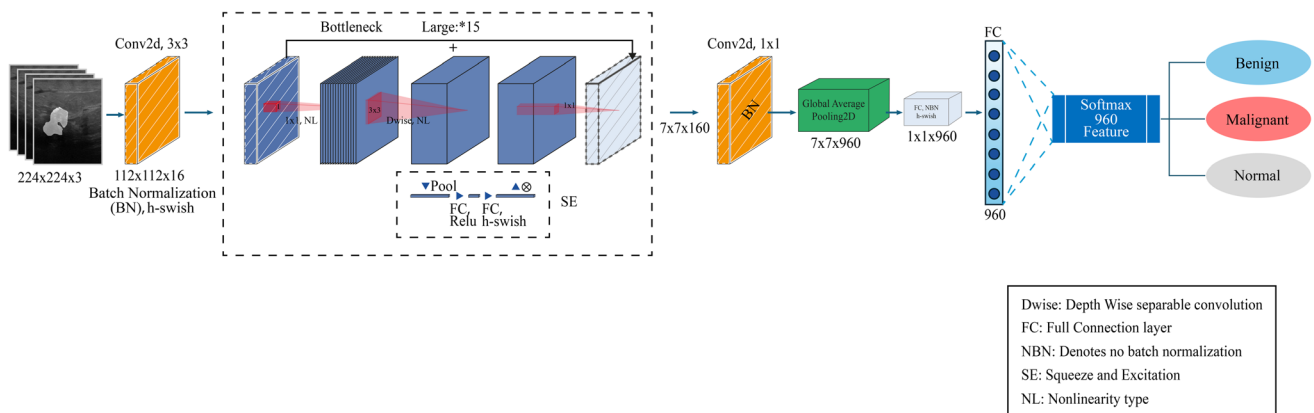 Bottleneck Large:*15
+
Conv2d, 3x3
1x1, NL
3x3
Dwise, NL
1x1
224x224x3
112x112x16
Batch Normalization
(BN), h-swish
▼Pool ▲⊗
FC, FC,
Relu h-swish
SE
7x7x160
Conv2d, 1x1
BN
Global Average
Pooling2D
7x7x960
FC, NBN
h-swish
1x1x960
FC
960
Softmax
960
Feature
Benign
Malignant
Normal
Dwise: Depth Wise separable convolution
FC: Full Connection layer
NBN: Denotes no batch normalization
SE: Squeeze and Excitation
NL: Nonlinearity type